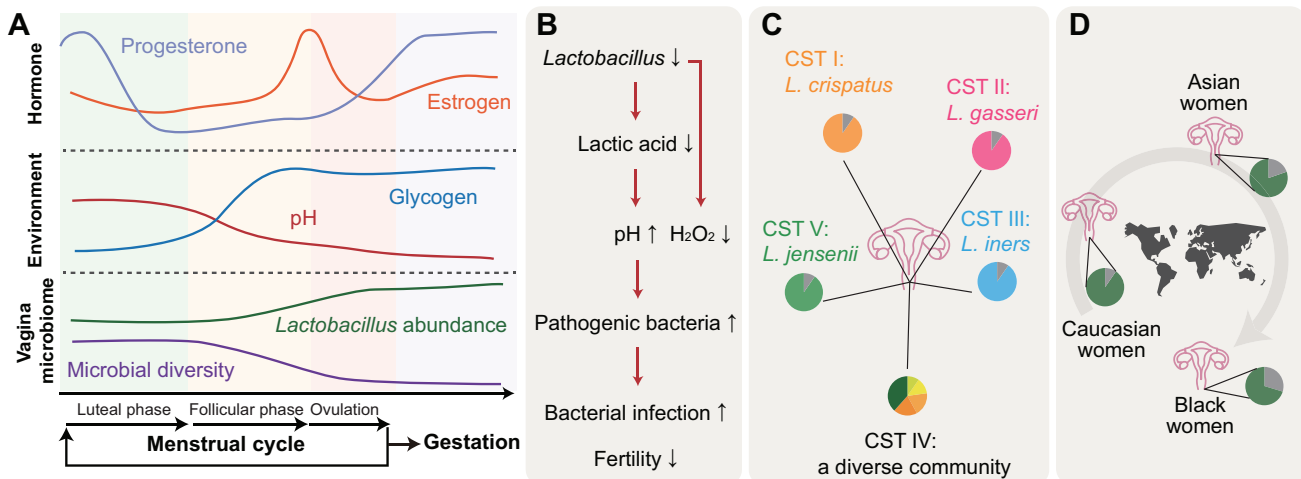 A
Hormone
Progesterone
Estrogen
Environment
Glycogen
pH
Vagina
microbiome
Lactobacillus abundance
Microbial diversity
Luteal phase
Follicular phase
Ovulation
Menstrual cycle
Gestation
B
Lactobacillus ↓
Lactic acid ↓
pH ↑ H₂O₂ ↓
Pathogenic bacteria ↑
Bacterial infection ↑
Fertility ↓
C
CST I:
L. crispatus
CST II:
L. gasseri
CST V:
L. jensenii
CST III:
L. iners
CST IV:
a diverse community
D
Asian
women
Caucasian
women
Black
women